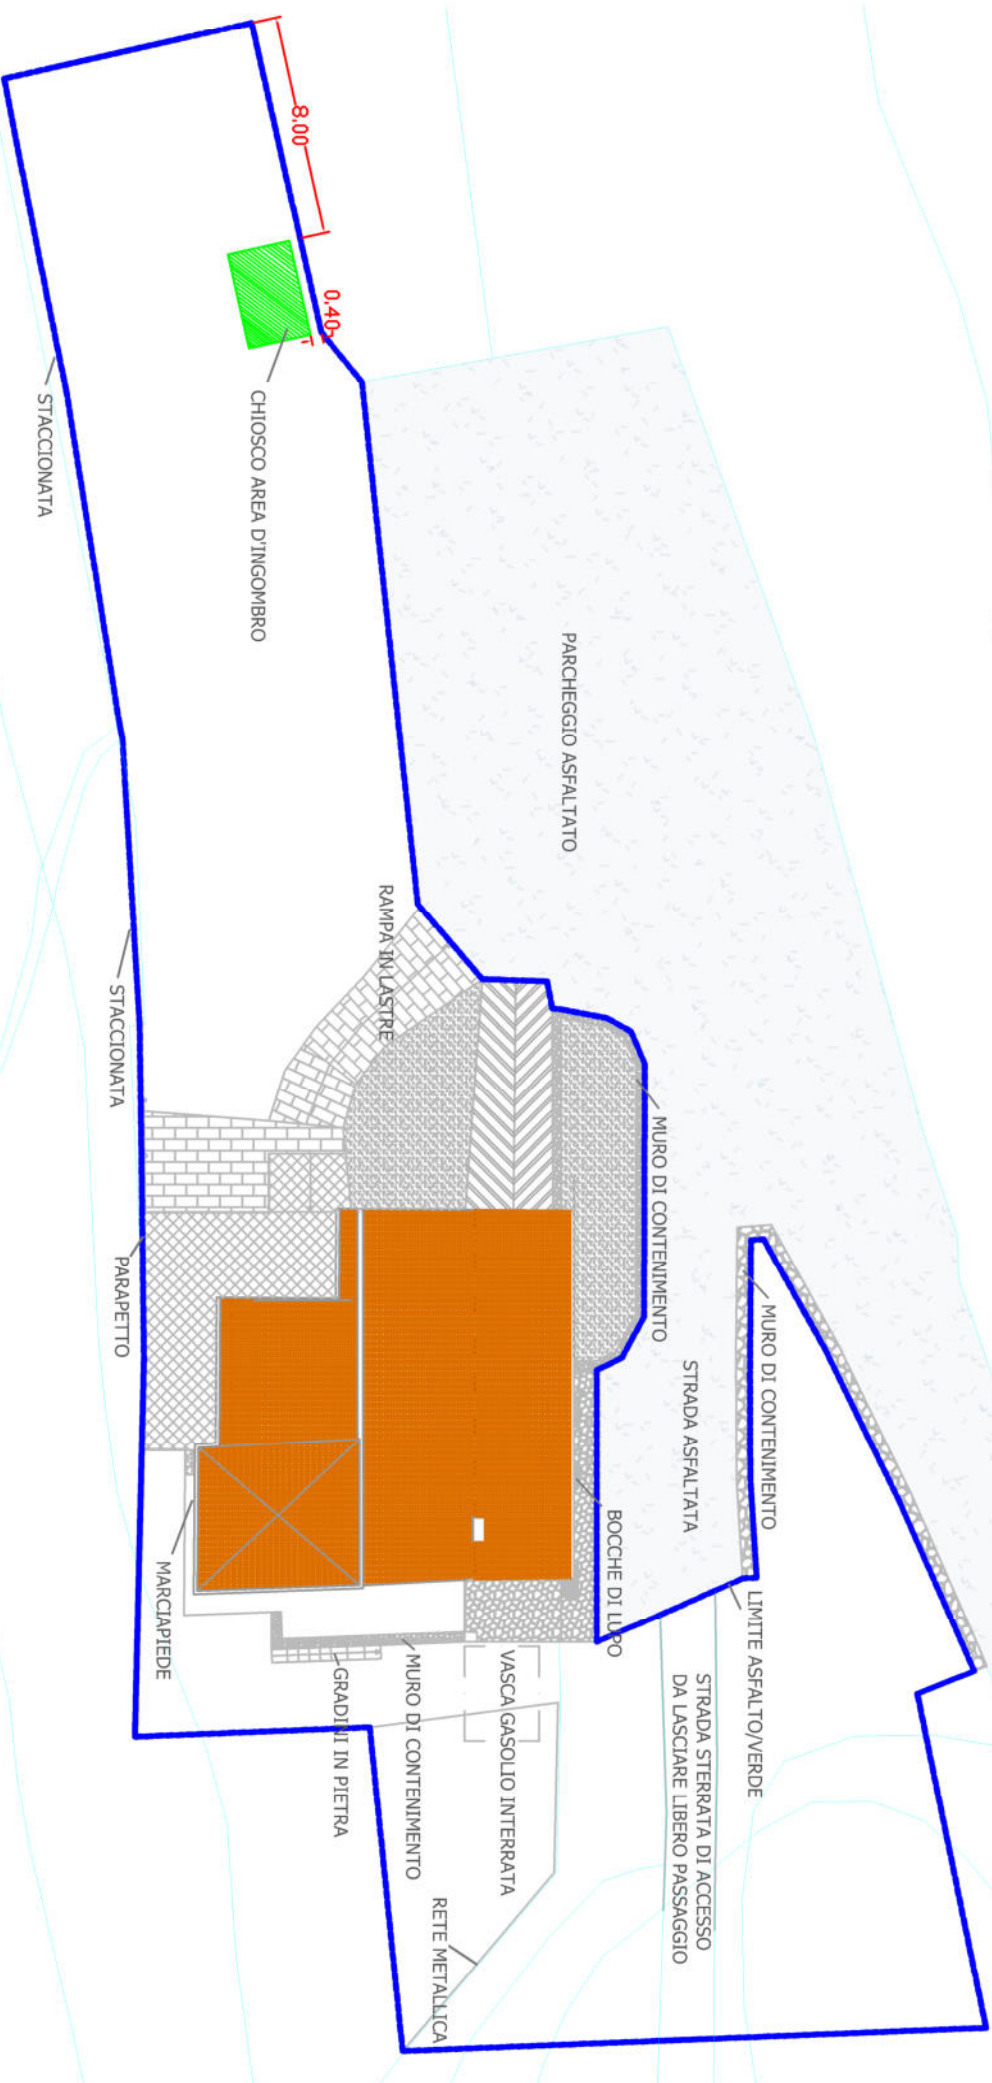 8.00
0.40
CHIOSCO AREA D'INGOMBRO
STACCIONATA
PARCHEGGIO ASFALTATO
RAMPA IN LASTRE
STACCIONATA
MURO DI CONTENIMENTO
PARAPETTO
MURO DI CONTENIMENTO
STRADA ASFALTATA
BOCCHE DI LUPO
MARCIAPIEDE
LIMITE ASFALTO/VERDE
STRADA STERRATA DI ACCESSO
DA LASCIARE LIBERO PASSAGGIO
VASCA GASOLIO INTERRATA
MURO DI CONTENIMENTO
GRADINI IN PIETRA
RETE METALLICA